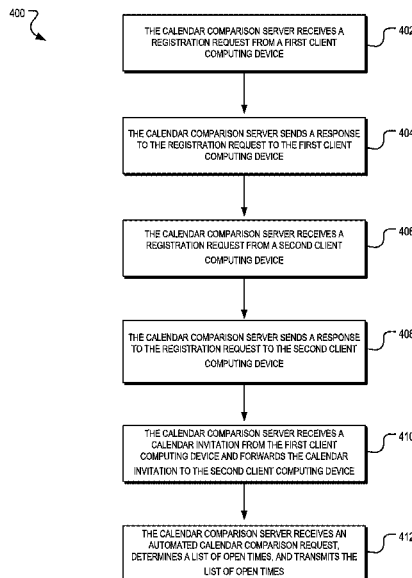 400
THE CALENDAR COMPARISON SERVER RECEIVES A
REGISTRATION REQUEST FROM A FIRST CLIENT
COMPUTING DEVICE
402
THE CALENDAR COMPARISON SERVER SENDS A RESPONSE
TO THE REGISTRATION REQUEST TO THE FIRST CLIENT
COMPUTING DEVICE
404
THE CALENDAR COMPARISON SERVER RECEIVES A
REGISTRATION REQUEST FROM A SECOND CLIENT
COMPUTING DEVICE
406
THE CALENDAR COMPARISON SERVER SENDS A RESPONSE
TO THE REGISTRATION REQUEST TO THE SECOND CLIENT
COMPUTING DEVICE
408
THE CALENDAR COMPARISON SERVER RECEIVES A
CALENDAR INVITATION FROM THE FIRST CLIENT
COMPUTING DEVICE AND FORWARDS THE CALENDAR
INVITATION TO THE SECOND CLIENT COMPUTING DEVICE
410
THE CALENDAR COMPARISON SERVER RECEIVES AN
AUTOMATED CALENDAR COMPARISON REQUEST,
DETERMINES A LIST OF OPEN TIMES, AND TRANSMITS THE
LIST OF OPEN TIMES
412